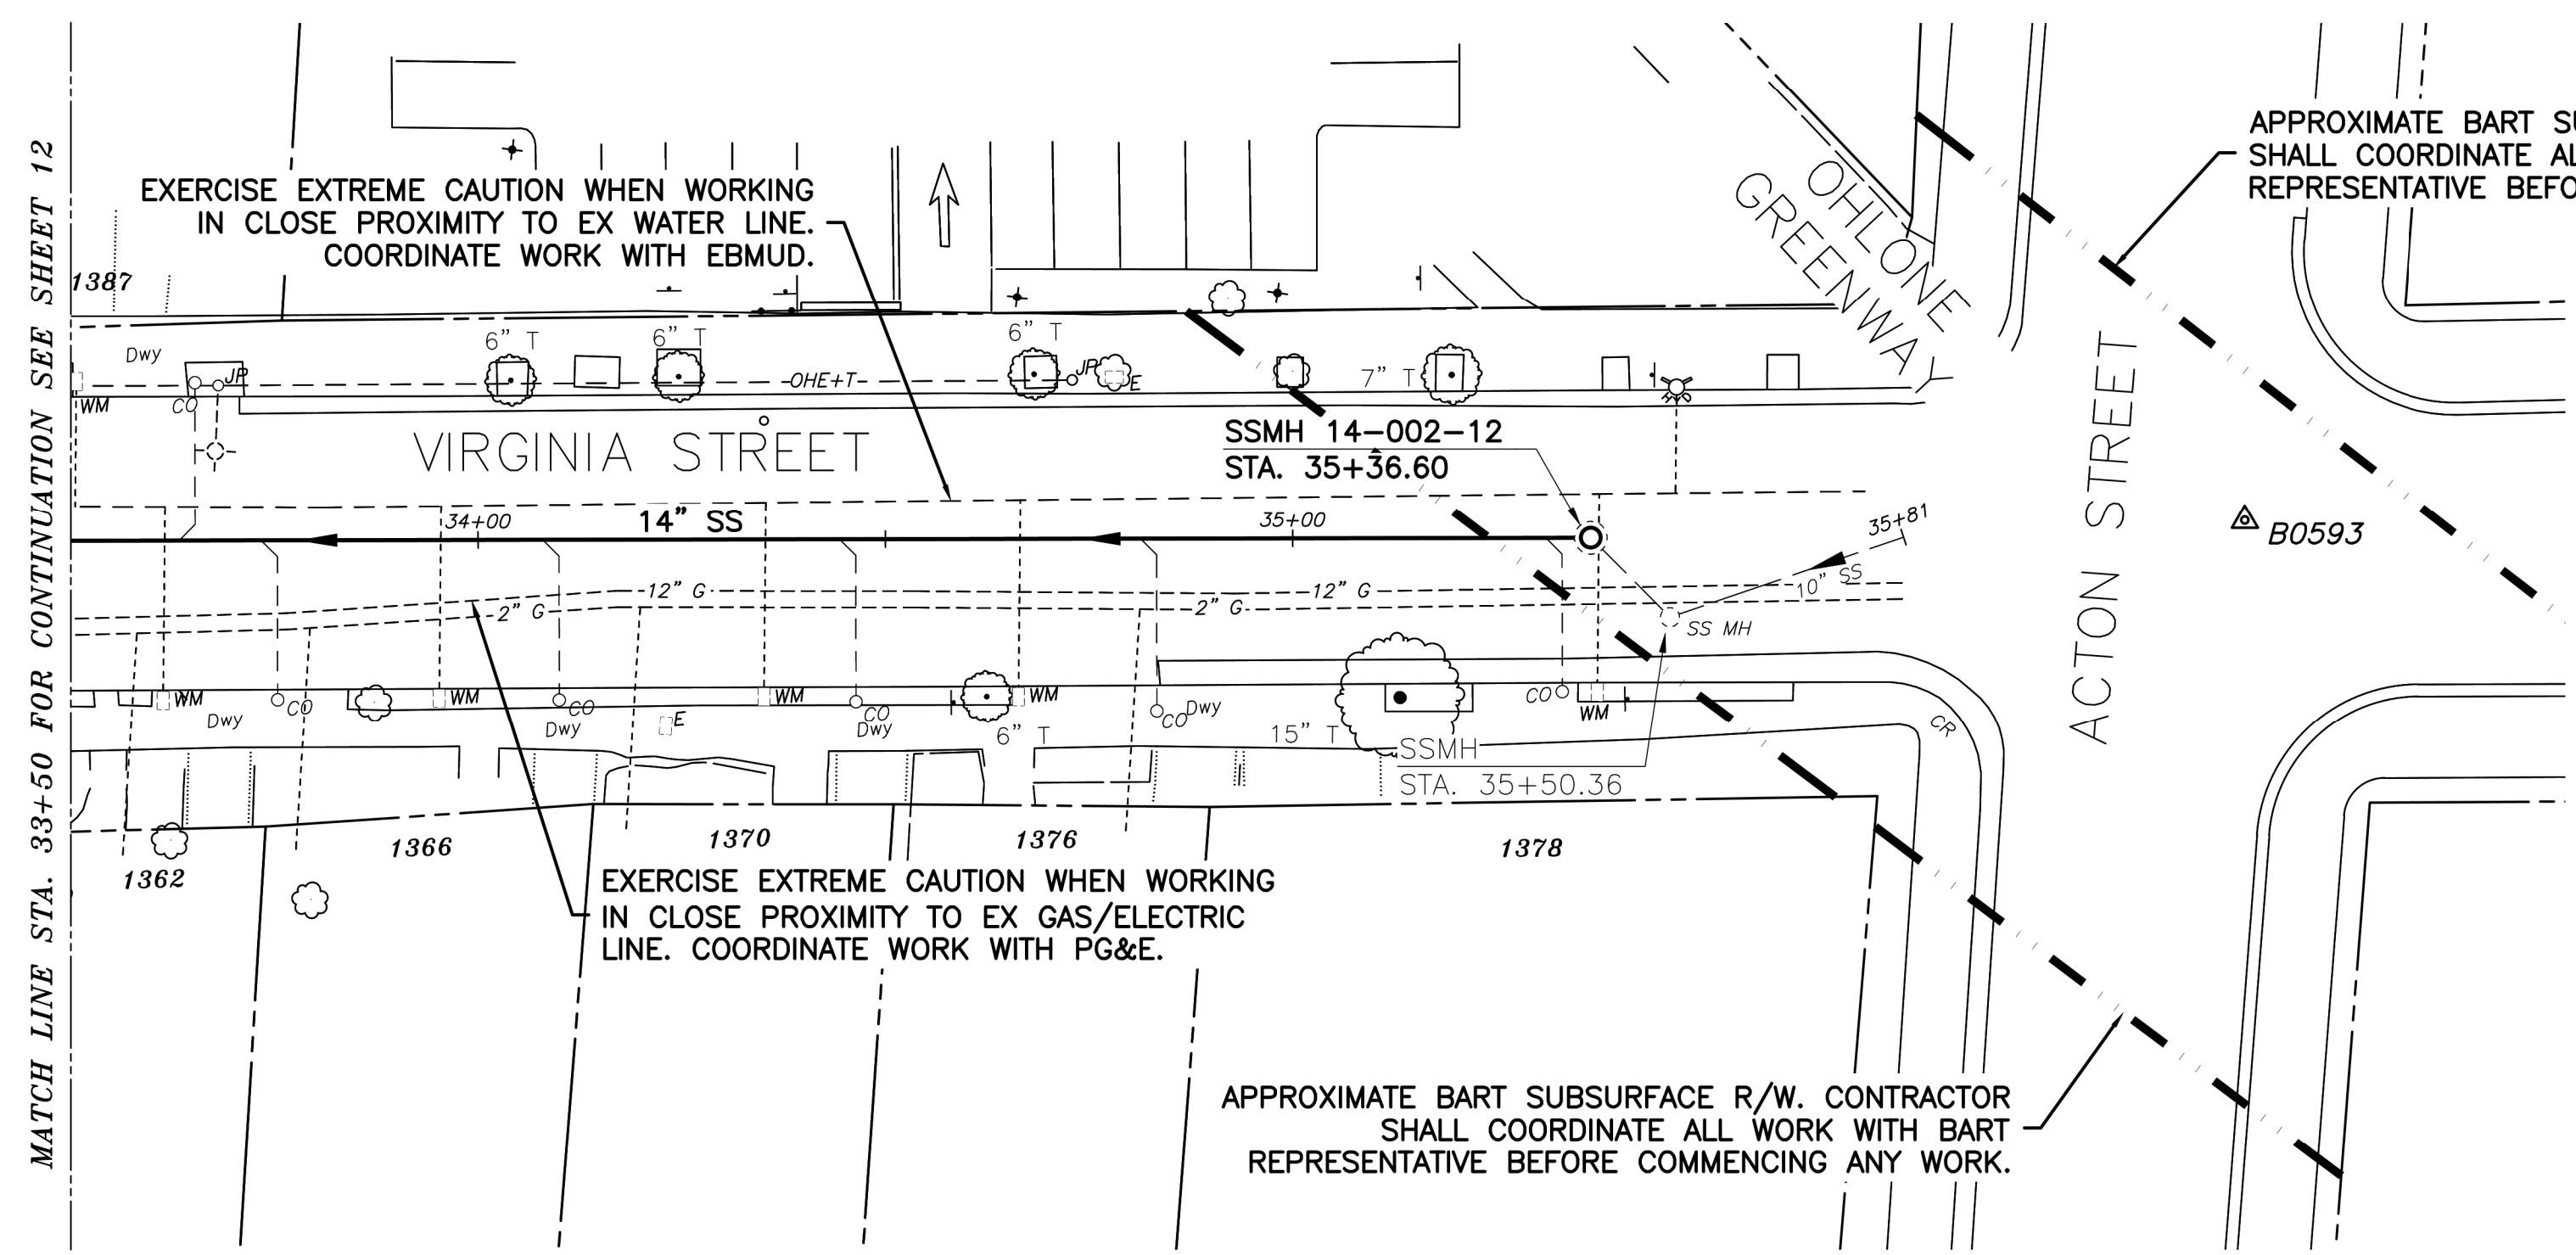 MATCH LINE STA. 33+50 FOR CONTINUATION SEE SHEET 12
EXERCISE EXTREME CAUTION WHEN WORKING
IN CLOSE PROXIMITY TO EX WATER LINE.
COORDINATE WORK WITH EBMUD.
APPROXIMATE BART
SHALL COORDINATE
REPRESENTATIVE
OHLONE
GREENWAY
1387
Dwy
6" T
6" T
6" T
7" T
JP
OHE+T
JP
E
WM
CO
VIRGINIA STREET
SSMH 14-002-12
STA. 35+36.60
34+00
14" SS
35+00
35+81
10" SS
B0593
ACTON STREET
12" G
2" G
12" G
2" G
SS MH
WM
CO
WM
CO
WM
CO
WM
CO
Dwy
CO
WM
Dwy
Dwy
E
Dwy
6" T
15" T
CR
SSMH
STA. 35+50.36
1362
1366
1370
1376
1378
EXERCISE EXTREME CAUTION WHEN WORKING
IN CLOSE PROXIMITY TO EX GAS/ELECTRIC
LINE. COORDINATE WORK WITH PG&E.
APPROXIMATE BART SUBSURFACE R/W. CONTRACTOR
SHALL COORDINATE ALL WORK WITH BART
REPRESENTATIVE BEFORE COMMENCING ANY WORK.